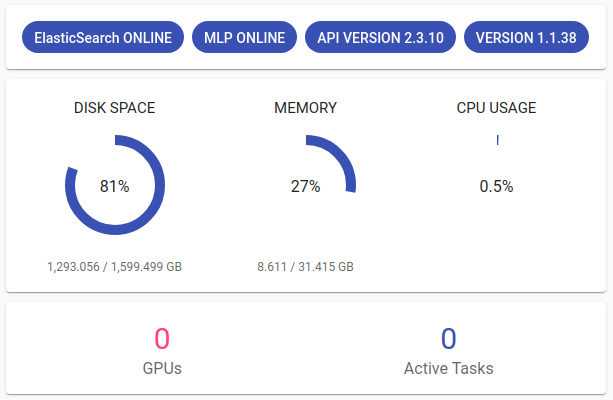 ElasticSearch ONLINE MLP ONLINE API VERSION 2.3.10 VERSION 1.1.38
DISK SPACE MEMORY CPU USAGE
81% 27% 0.5%
1,293.056 / 1,599.499 GB 8.611 / 31.415 GB
0 0
GPUs Active Tasks